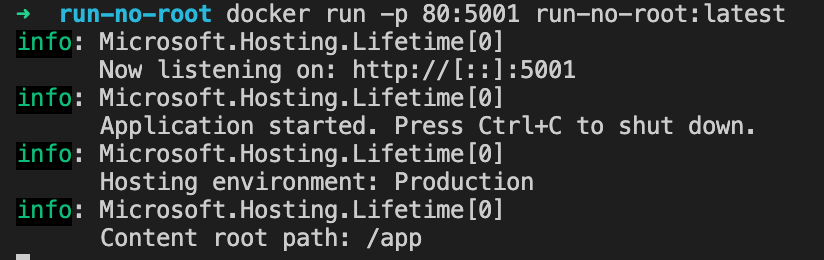 ➜  run-no-root docker run -p 80:5001 run-no-root:latest
info: Microsoft.Hosting.Lifetime[0]
      Now listening on: http://[::]:5001
info: Microsoft.Hosting.Lifetime[0]
      Application started. Press Ctrl+C to shut down.
info: Microsoft.Hosting.Lifetime[0]
      Hosting environment: Production
info: Microsoft.Hosting.Lifetime[0]
      Content root path: /app